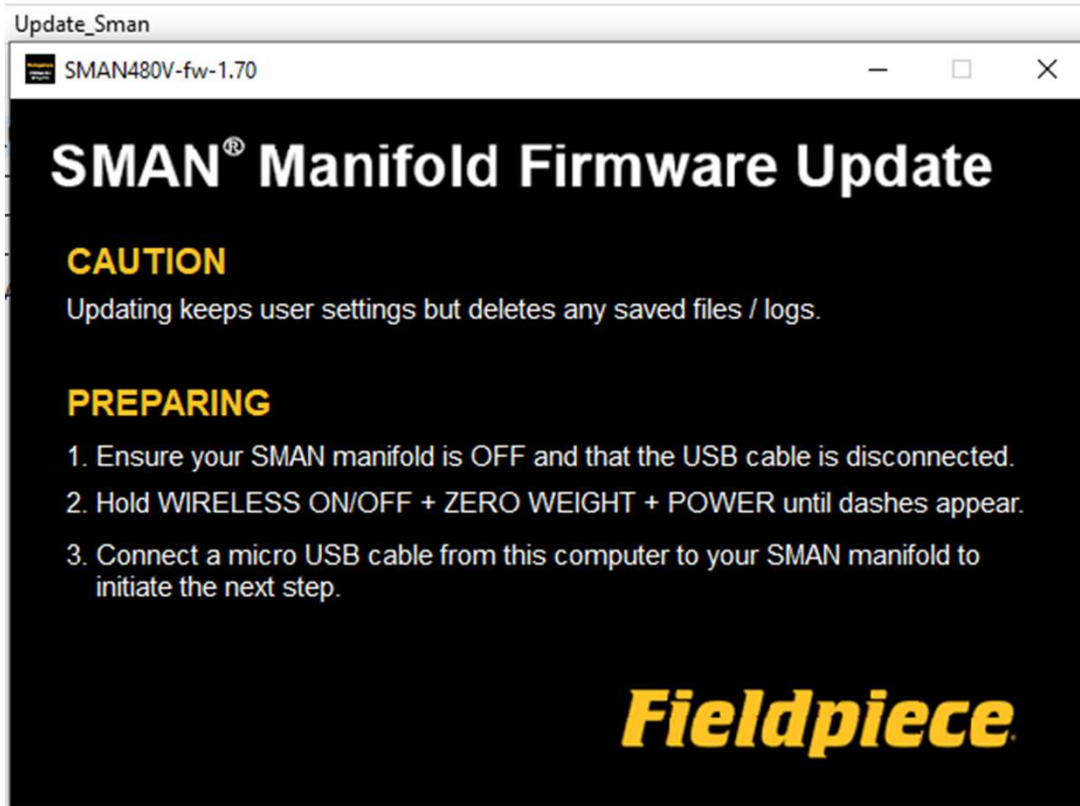 Update_Sman
SMAN480V-fw-1.70
SMAN® Manifold Firmware Update
CAUTION
Updating keeps user settings but deletes any saved files / logs.
PREPARING
1. Ensure your SMAN manifold is OFF and that the USB cable is disconnected.
2. Hold WIRELESS ON/OFF + ZERO WEIGHT + POWER until dashes appear.
3. Connect a micro USB cable from this computer to your SMAN manifold to
initiate the next step.
Fieldpiece